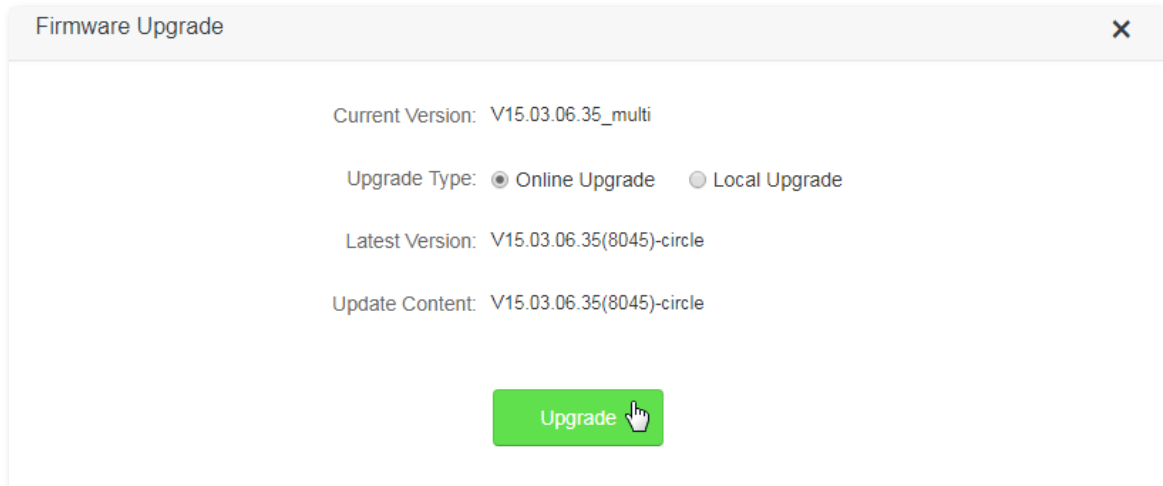 Firmware Upgrade
Current Version: V15.03.06.35_multi
Upgrade Type: Online Upgrade Local Upgrade
Latest Version: V15.03.06.35(8045)-circle
Update Content: V15.03.06.35(8045)-circle
Upgrade